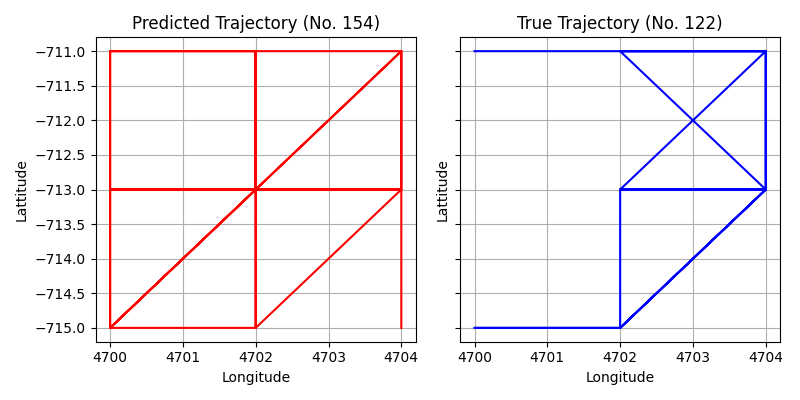 Predicted Trajectory (No. 154)
True Trajectory (No. 122)
−711.0
−711.5
−712.0
−712.5
−713.0
−713.5
−714.0
−714.5
−715.0
Lattitude
Lattitude
4700 4701 4702 4703 4704
4700 4701 4702 4703 4704
Longitude
Longitude